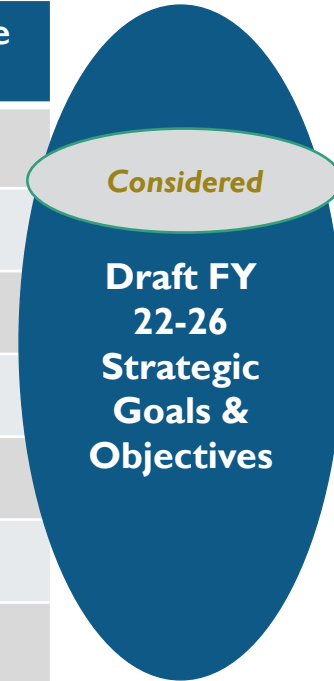 e
Considered
Draft FY
22-26
Strategic
Goals &
Objectives